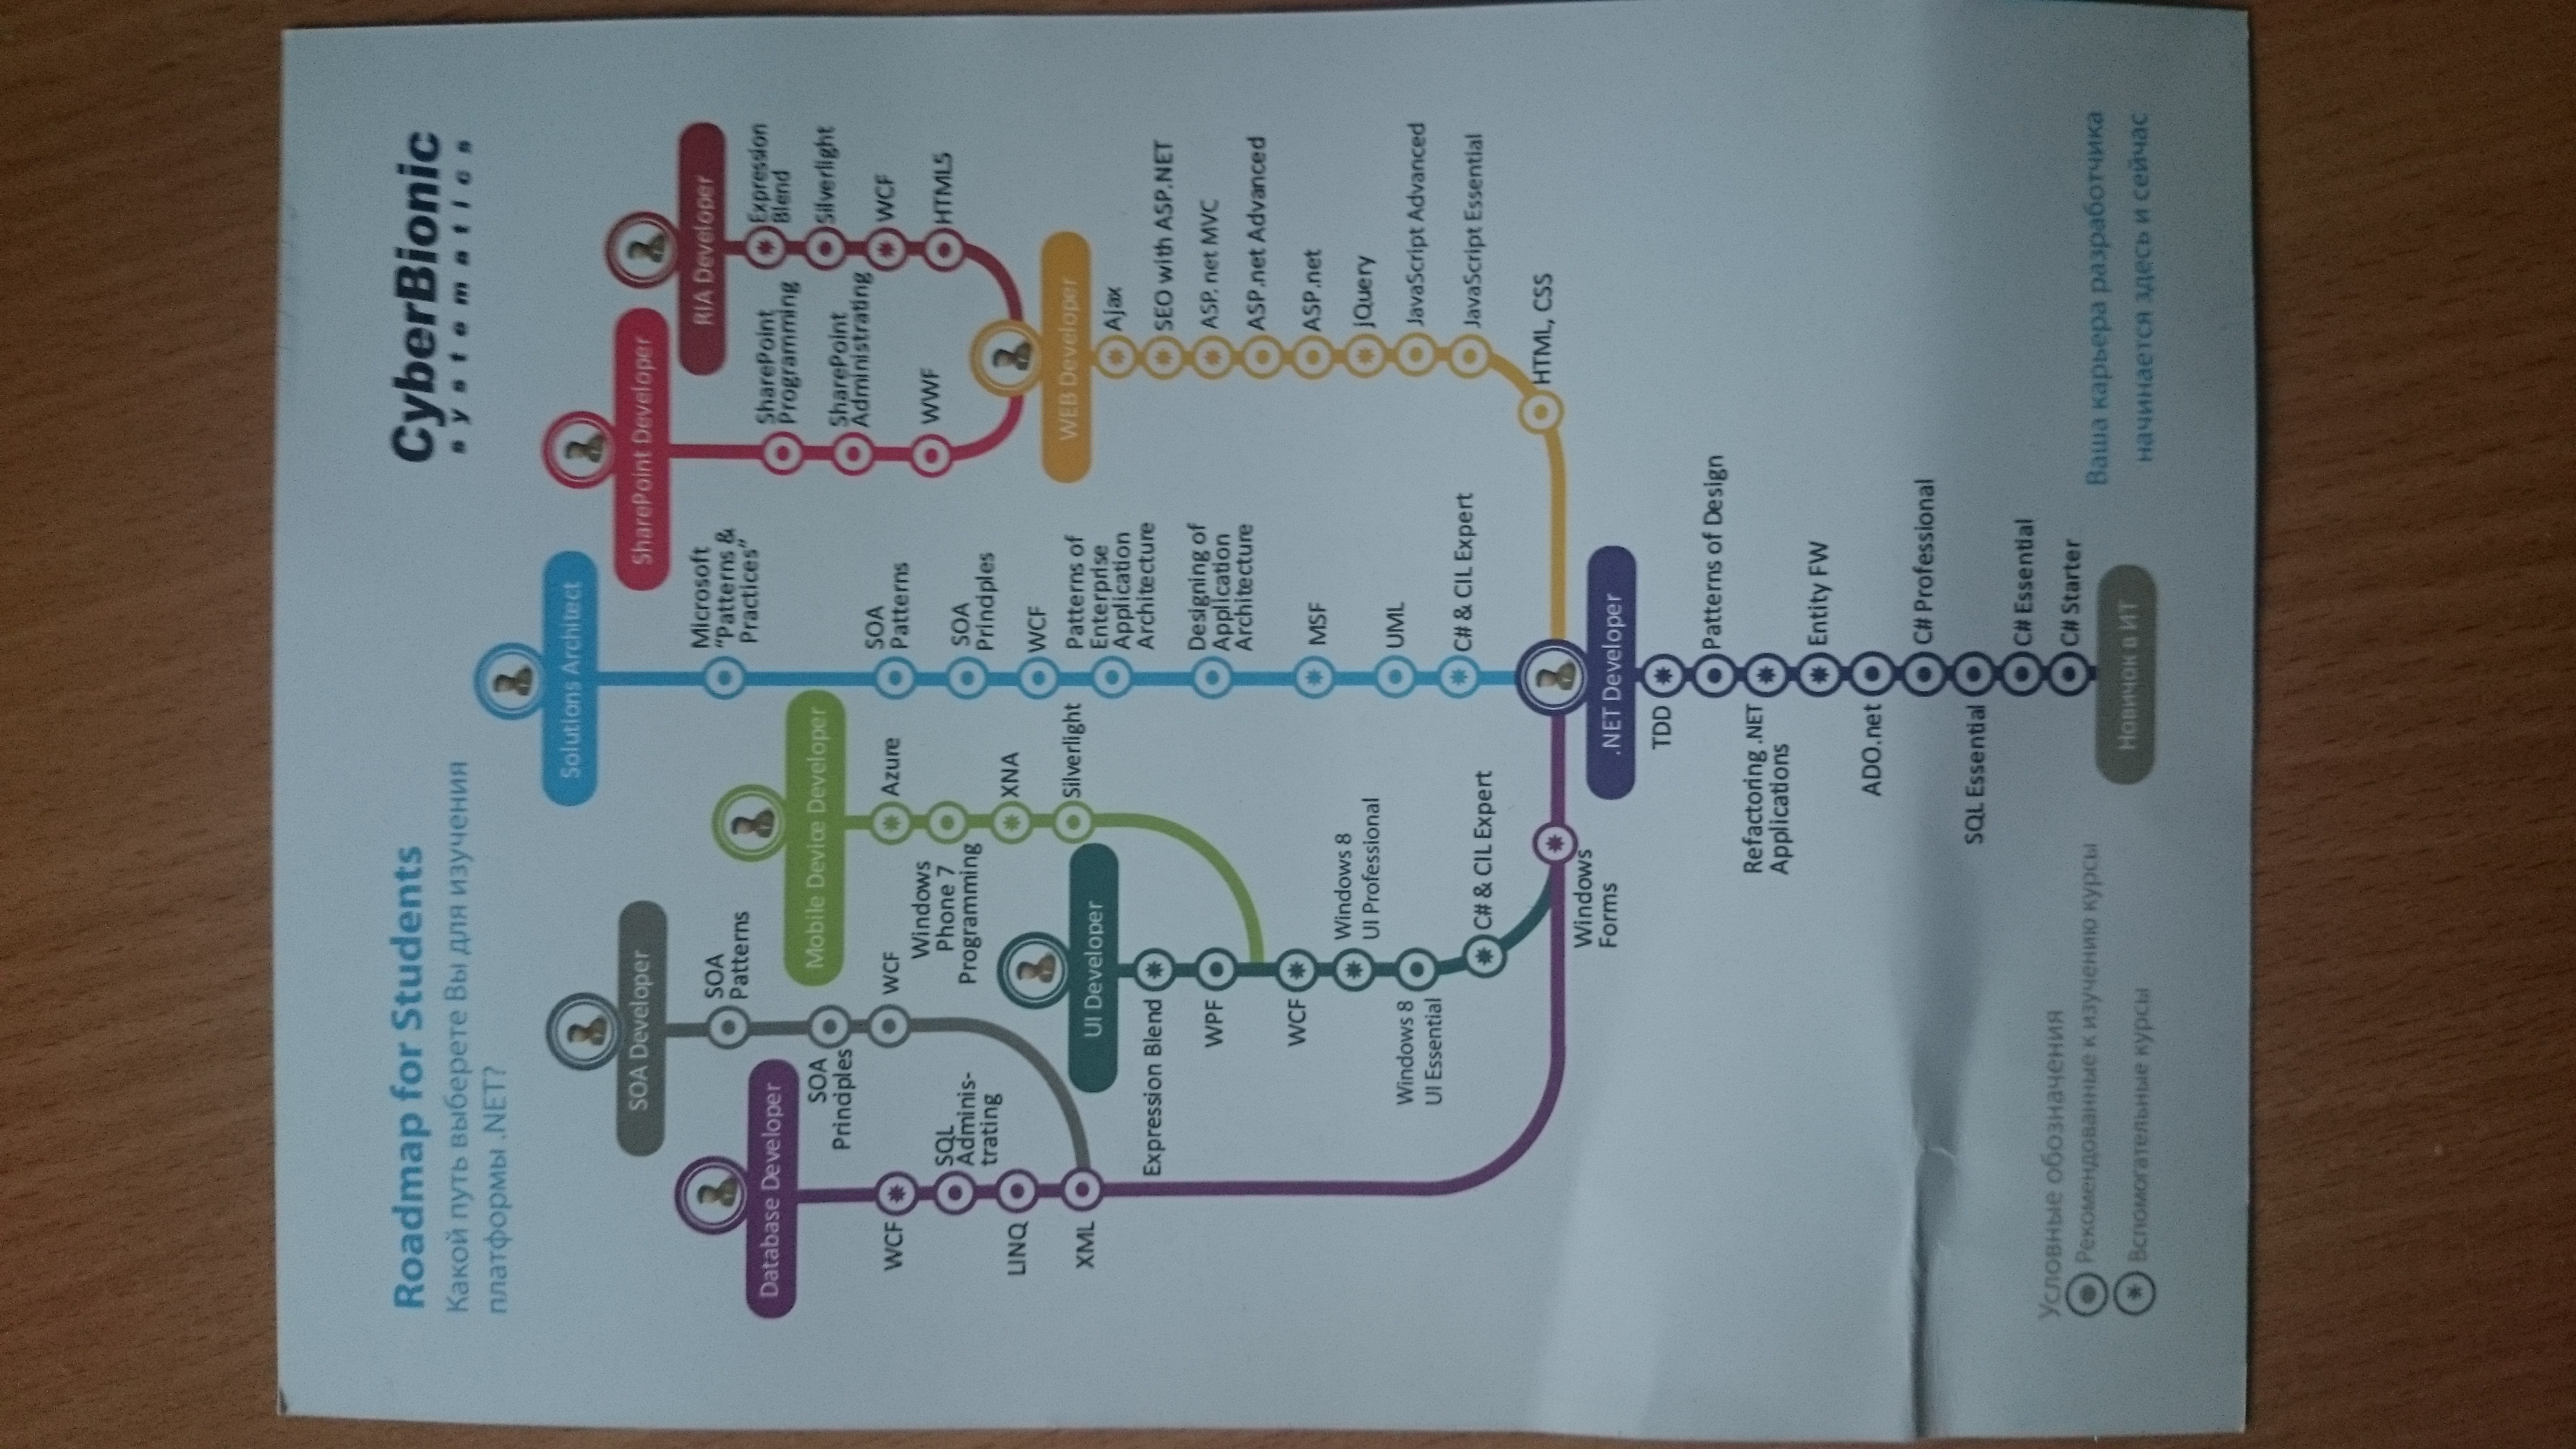 Roadmap for Students
Какой путь выберете Вы для изучения
платформы .NET?
CyberBionic
systematics
Solutions Architect
SOA Developer
SharePoint Developer
RIA Developer
Database Developer
Mobile Device Developer
SOA
Patterns
Microsoft
"Patterns &
Practices"
SharePoint
Programming
Expression
Blend
SOA
Prindples
SharePoint
Administrating
Silverlight
WCF
WCF
Azure
SOA
Patterns
WWF
WCF
SQL
Adminis-
trating
Windows
Phone 7
Programming
SOA
Prindples
HTML5
LINQ
XNA
WCF
XML
UI Developer
Silverlight
Patterns of
Enterprise
Application
Architecture
WEB Developer
Expression Blend
Ajax
SEO with ASP.NET
WPF
Designing of
Application
Architecture
ASP. net MVC
ASP.net Advanced
WCF
MSF
ASP.net
Windows 8
UI Professional
jQuery
Windows 8
UI Essential
UML
JavaScript Advanced
C# & CIL Expert
C# & CIL Expert
JavaScript Essential
HTML, CSS
Windows
Forms
.NET Developer
TDD
Patterns of Design
Refactoring .NET
Applications
Entity FW
ADO.net
C# Professional
SQL Essential
C# Essential
C# Starter
Новичок в ИТ
Условные обозначения
Рекомендованные к изучению курсы
Вспомогательные курсы
Ваша карьера разработчика
начинается здесь и сейчас